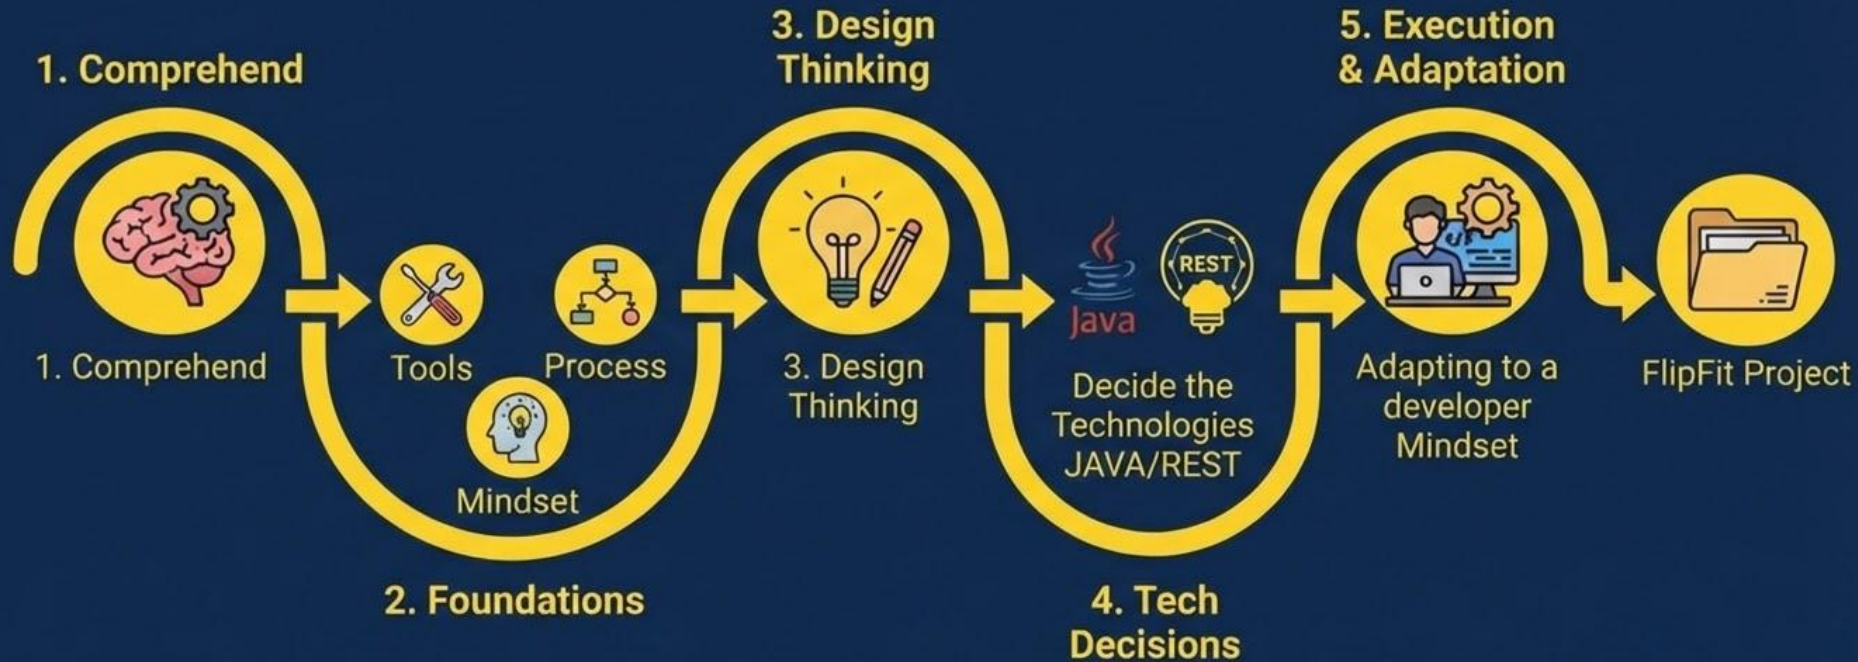 1. Comprehend
1. Comprehend
Tools
Process
Mindset
2. Foundations
3. Design
Thinking
3. Design
Thinking
Java
REST
Decide the
Technologies
JAVA/REST
4. Tech
Decisions
5. Execution
& Adaptation
</>
Adapting to a
developer
Mindset
FlipFit Project